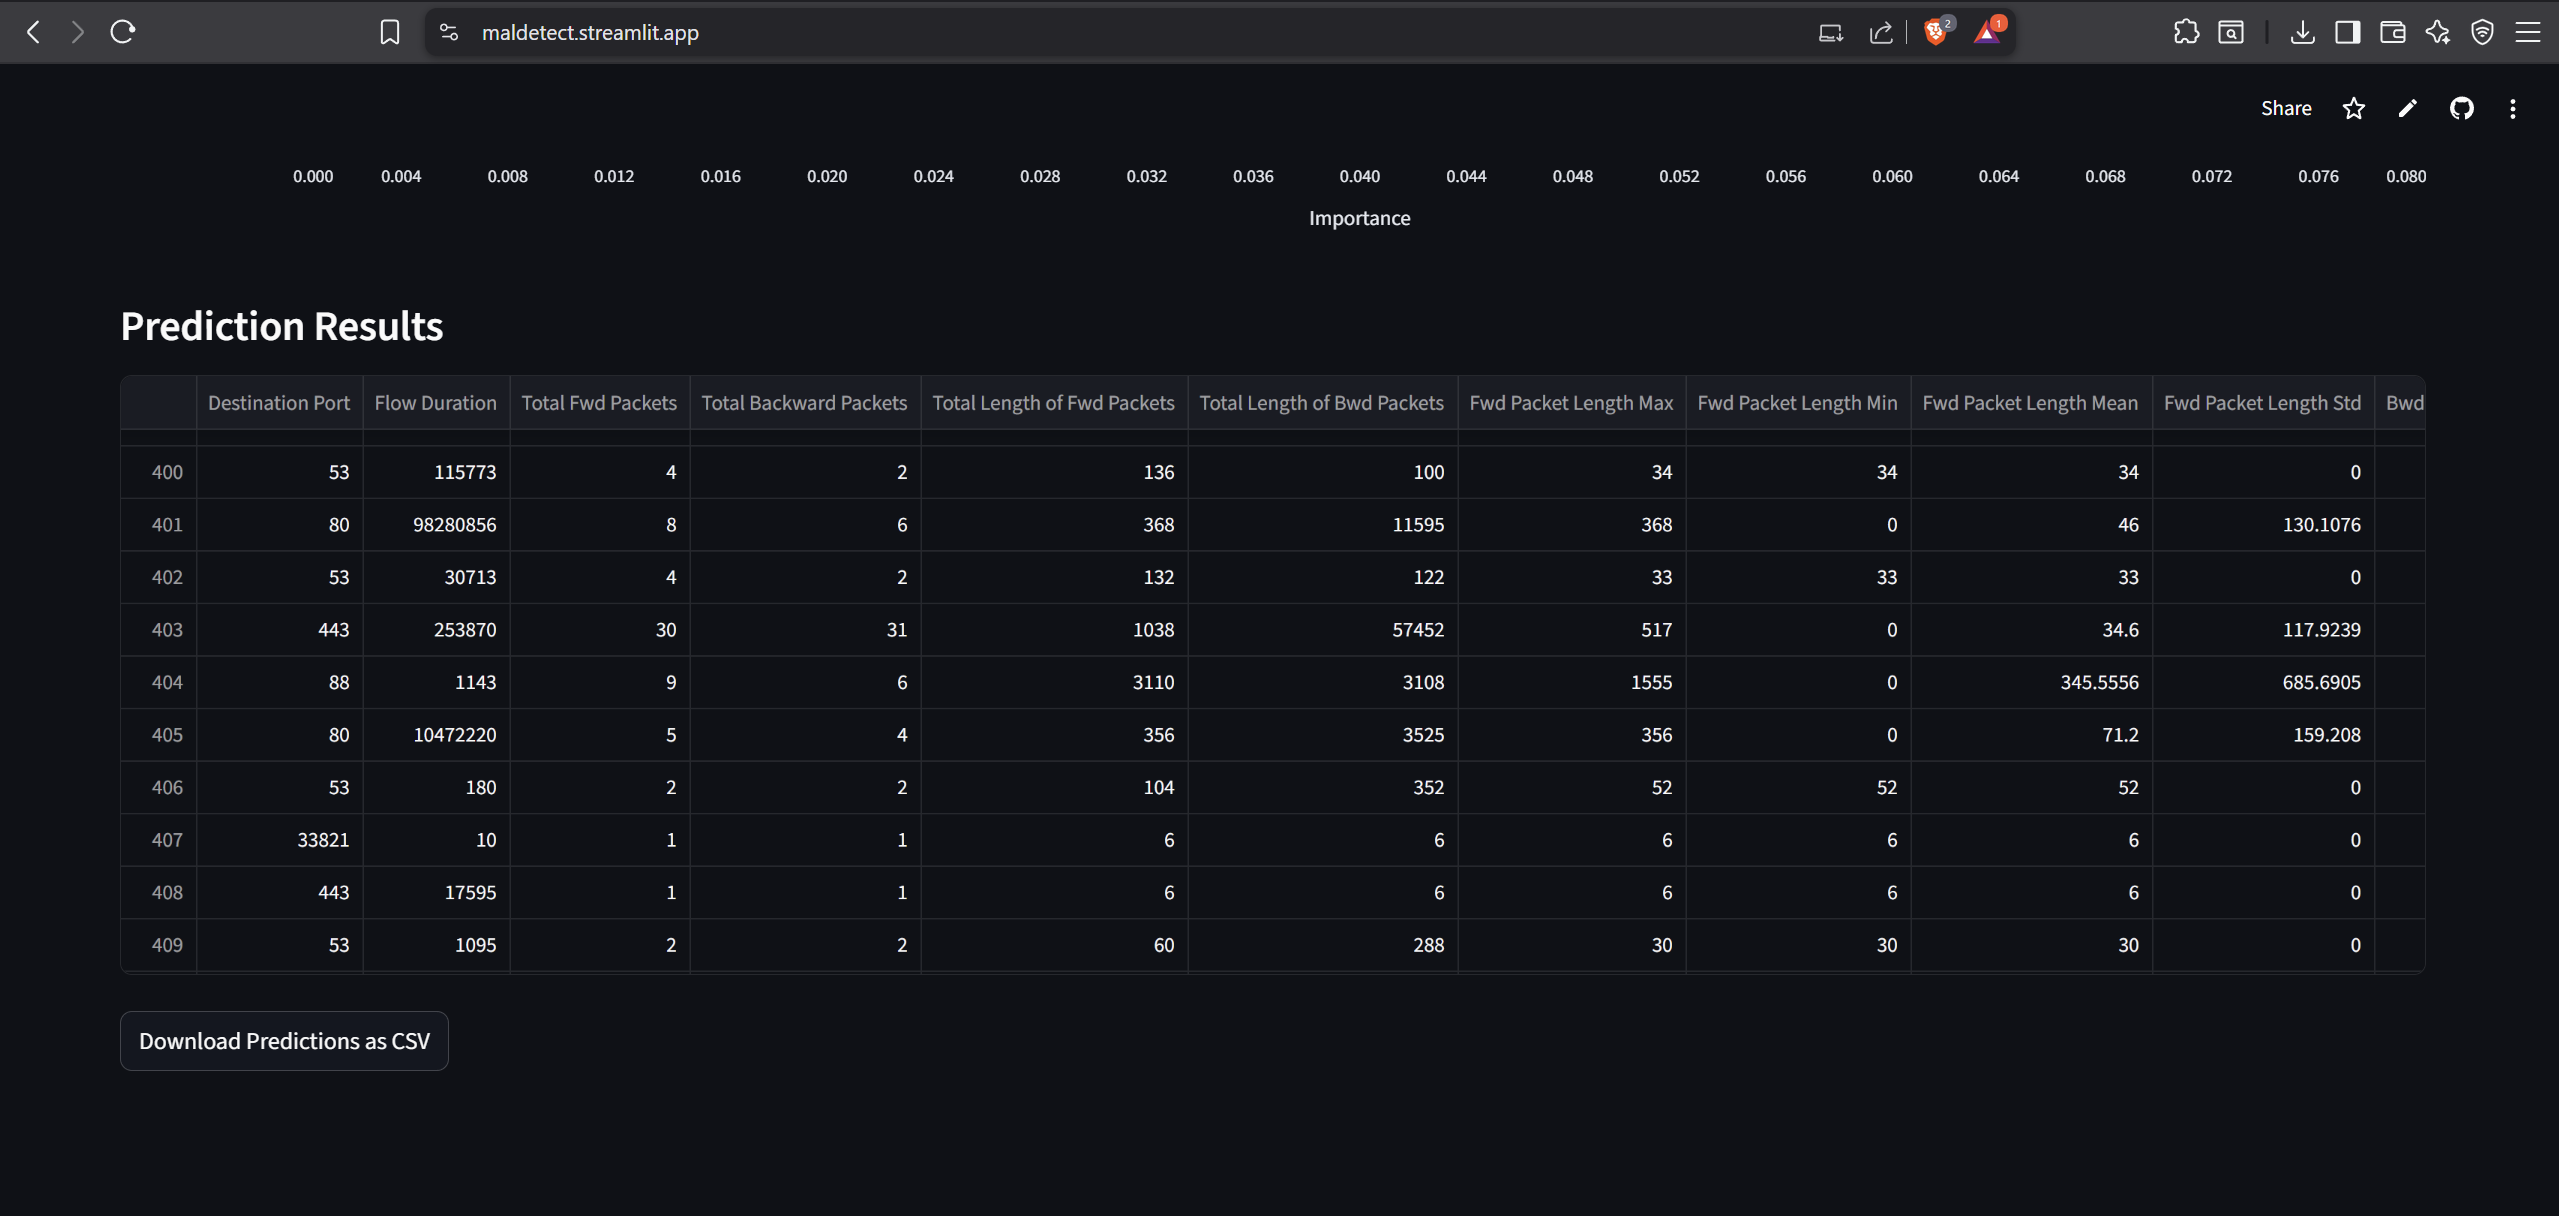 maldetect.streamlit.app
2
1
Share
0.000 0.004 0.008 0.012 0.016 0.020 0.024 0.028 0.032 0.036 0.040 0.044 0.048 0.052 0.056 0.060 0.064 0.068 0.072 0.076 0.080
Importance
Prediction Results
Destination Port Flow Duration Total Fwd Packets Total Backward Packets Total Length of Fwd Packets Total Length of Bwd Packets Fwd Packet Length Max Fwd Packet Length Min Fwd Packet Length Mean Fwd Packet Length Std Bwd
400 53 115773 4 2 136 100 34 34 34 0
401 80 98280856 8 6 368 11595 368 0 46 130.1076
402 53 30713 4 2 132 122 33 33 33 0
403 443 253870 30 31 1038 57452 517 0 34.6 117.9239
404 88 1143 9 6 3110 3108 1555 0 345.5556 685.6905
405 80 10472220 5 4 356 3525 356 0 71.2 159.208
406 53 180 2 2 104 352 52 52 52 0
407 33821 10 1 1 6 6 6 6 6 0
408 443 17595 1 1 6 6 6 6 6 0
409 53 1095 2 2 60 288 30 30 30 0
Download Predictions as CSV